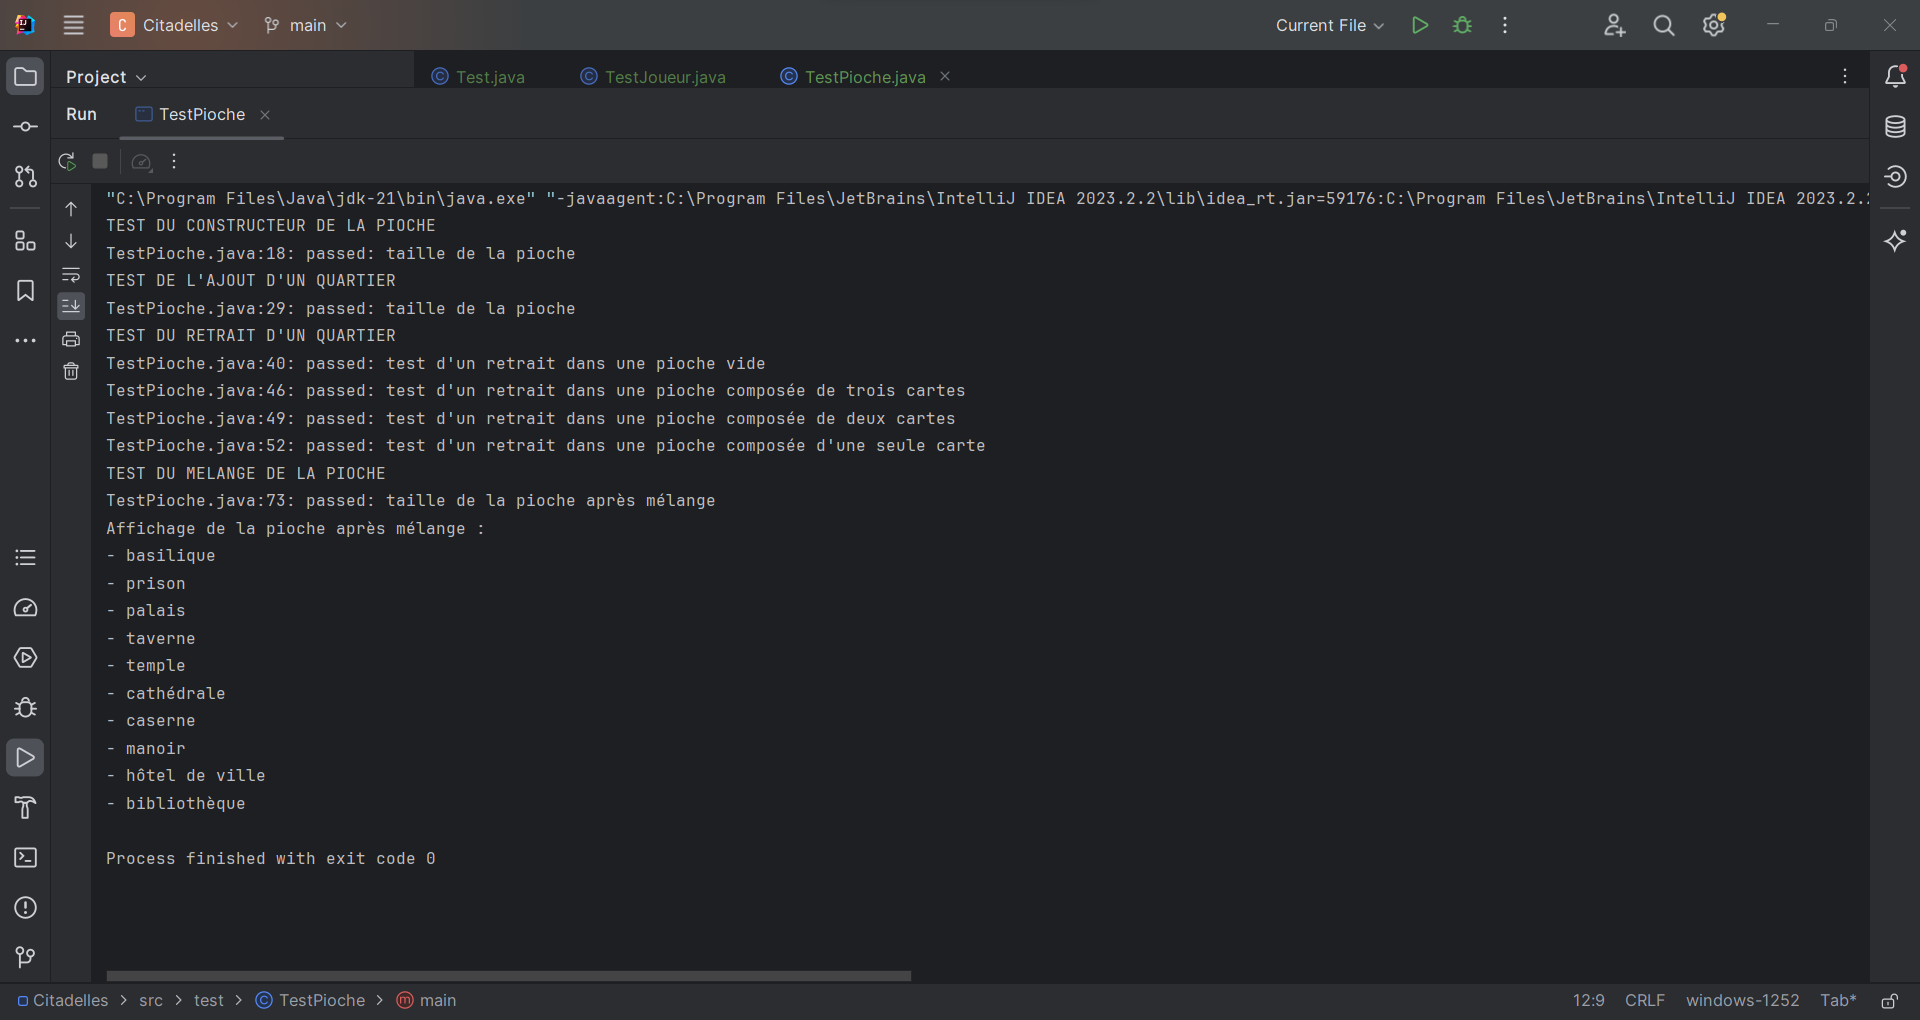 C Citadelles main Current File
Project Test.java TestJoueur.java TestPioche.java
Run TestPioche
"C:\Program Files\Java\jdk-21\bin\java.exe" "-javaagent:C:\Program Files\JetBrains\IntelliJ IDEA 2023.2.2\lib\idea_rt.jar=59176:C:\Program Files\JetBrains\IntelliJ IDEA 2023.2.
TEST DU CONSTRUCTEUR DE LA PIOCHE
TestPioche.java:18: passed: taille de la pioche
TEST DE L'AJOUT D'UN QUARTIER
TestPioche.java:29: passed: taille de la pioche
TEST DU RETRAIT D'UN QUARTIER
TestPioche.java:40: passed: test d'un retrait dans une pioche vide
TestPioche.java:46: passed: test d'un retrait dans une pioche composée de trois cartes
TestPioche.java:49: passed: test d'un retrait dans une pioche composée de deux cartes
TestPioche.java:52: passed: test d'un retrait dans une pioche composée d'une seule carte
TEST DU MELANGE DE LA PIOCHE
TestPioche.java:73: passed: taille de la pioche après mélange
Affichage de la pioche après mélange :
- basilique
- prison
- palais
- taverne
- temple
- cathédrale
- caserne
- manoir
- hôtel de ville
- bibliothèque
Process finished with exit code 0
Citadelles > src > test > TestPioche > main 12:9 CRLF windows-1252 Tab*